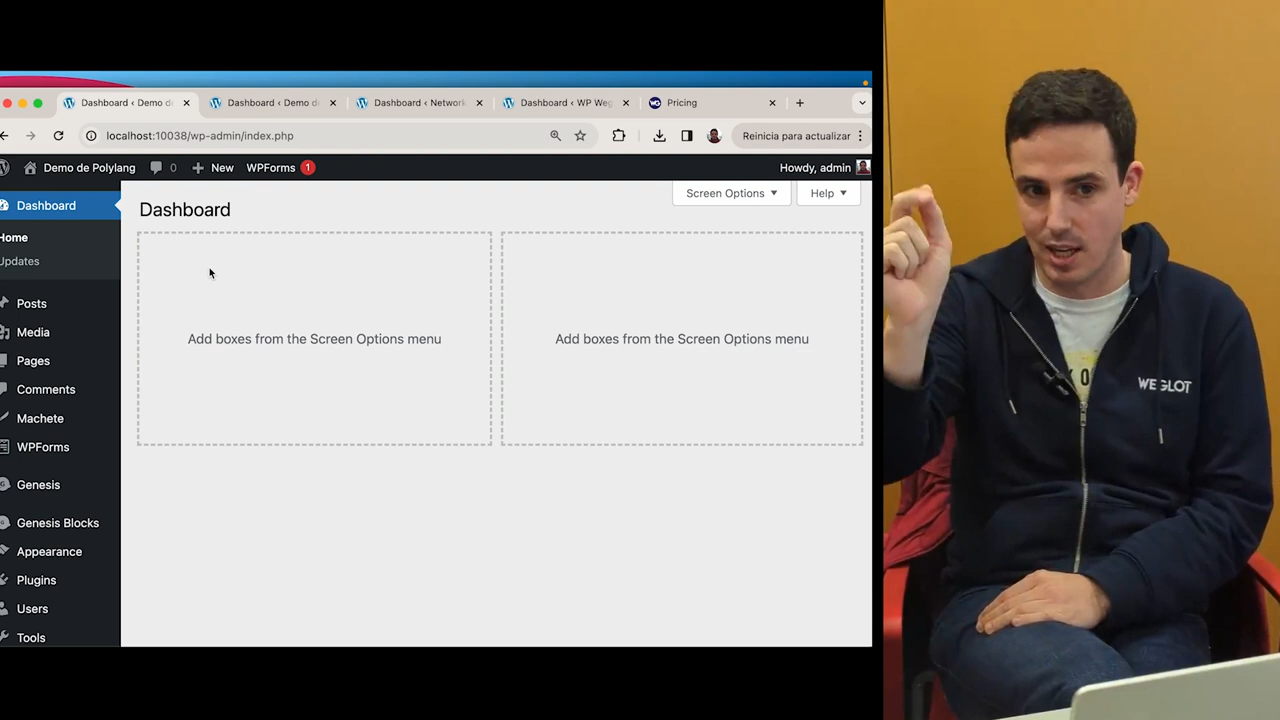 Dashboard ‹ Demo de
Dashboard ‹ Demo de
Dashboard ‹ Network
Dashboard ‹ WP Weg
Pricing
localhost:10038/wp-admin/index.php
Reinicia para actualizar
Demo de Polylang
0
New
WPForms
1
Howdy, admin
Dashboard
Home
Updates
Posts
Media
Pages
Comments
Machete
WPForms
Genesis
Genesis Blocks
Appearance
Plugins
Users
Tools
Screen Options
Help
Dashboard
Add boxes from the Screen Options menu
Add boxes from the Screen Options menu
WEGLOT